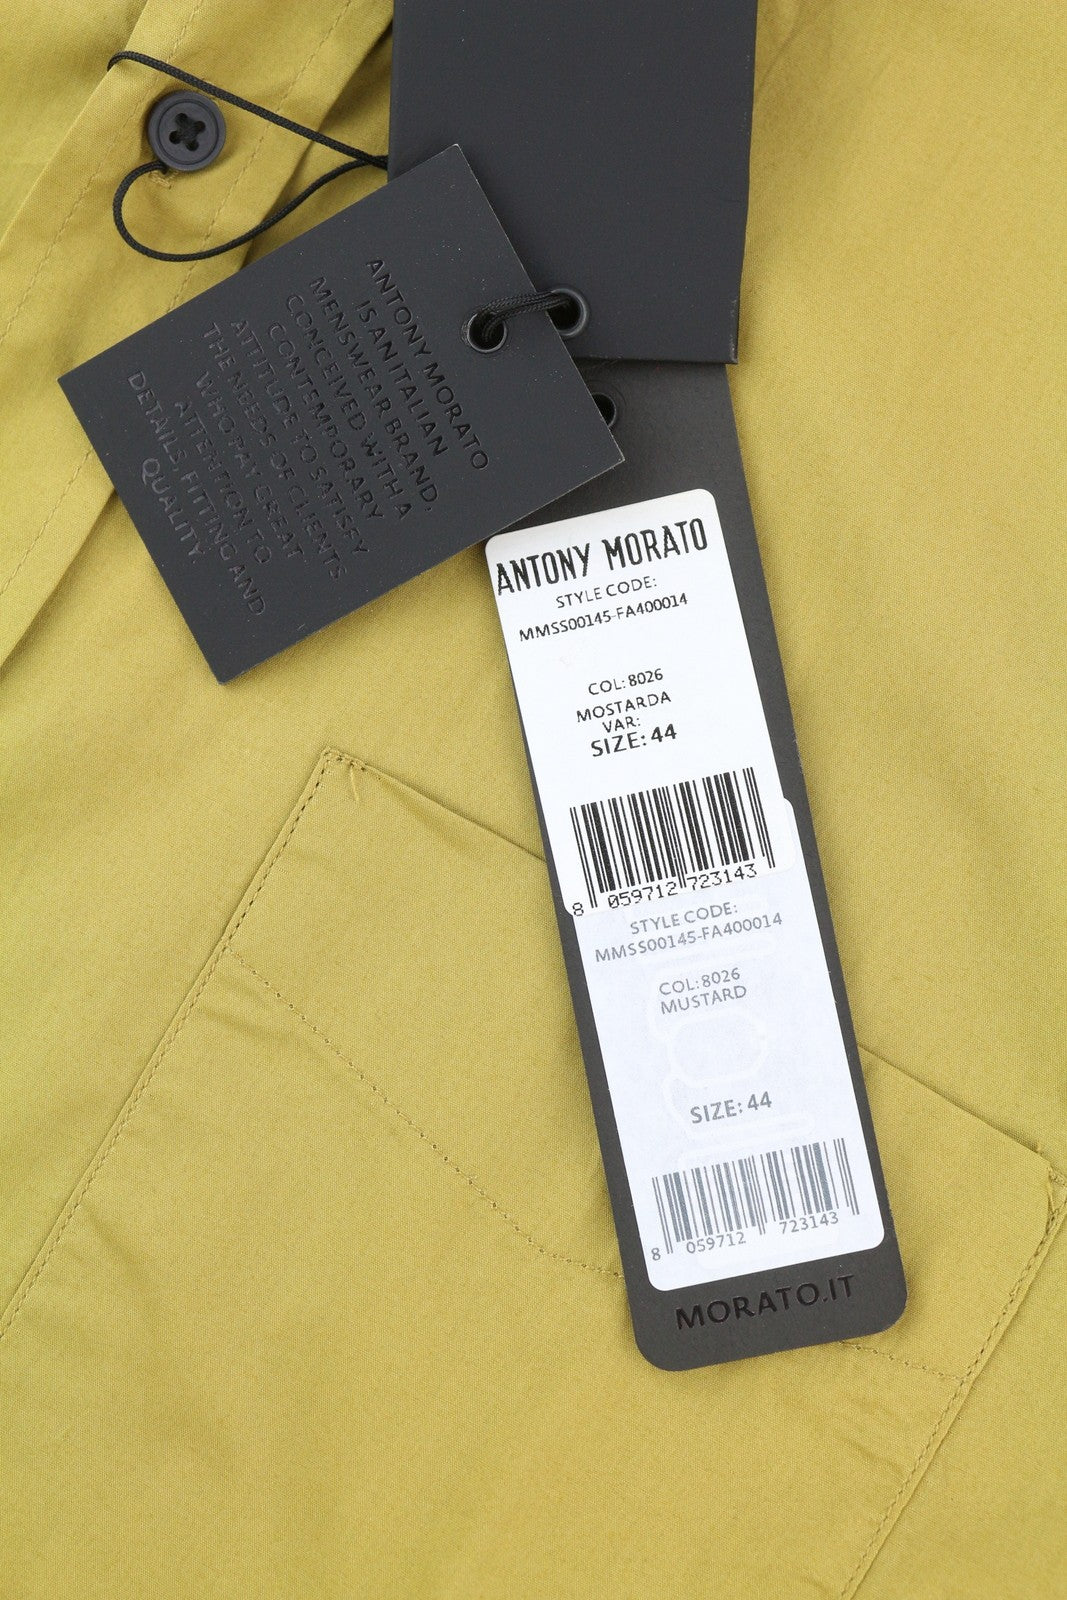 ANTONY MORATO
IS AN ITALIAN
MENSWEAR BRAND,
CONCEIVED WITH A
CONTEMPORARY
ATTITUDE TO SATISFY
THE NEEDS OF CLIENTS
WHO PAY GREAT
ATTENTION TO
DETAILS, FITTING AND
QUALITY.
ANTONY MORATO
STYLE CODE:
MMSS00145-FA400014
COL: 8026
MOSTARDA
VAR:
SIZE: 44
8 059712 723143
STYLE CODE:
MMSS00145-FA400014
COL: 8026
MUSTARD
SIZE: 44
8 059712 723143
MORATO.IT